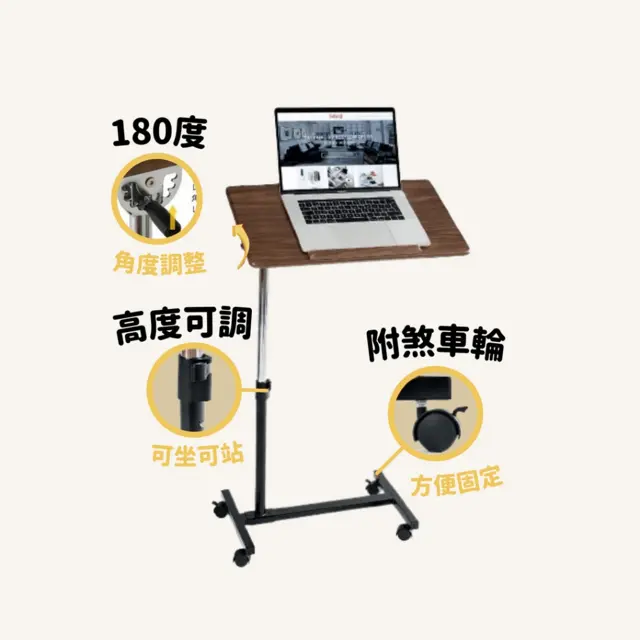 180度
角度調整
高度可調
可坐可站
附煞車輪
方便固定